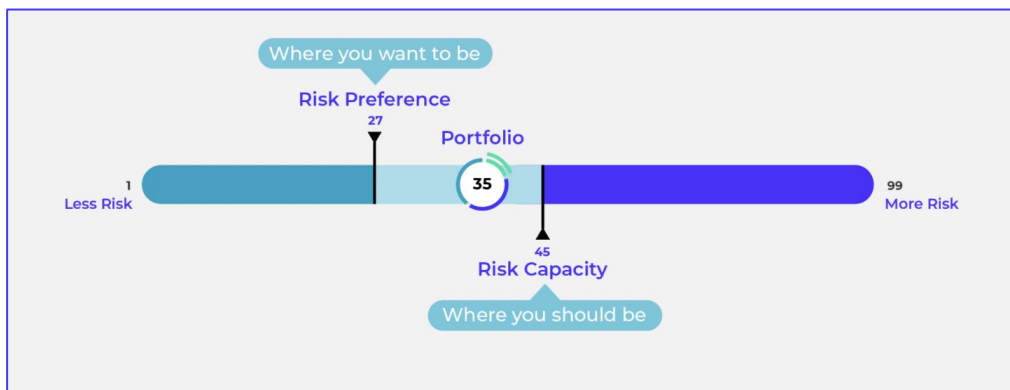 Where you want to be
Risk Preference
27
Portfolio
35
1
Less Risk
99
More Risk
45
Risk Capacity
Where you should be